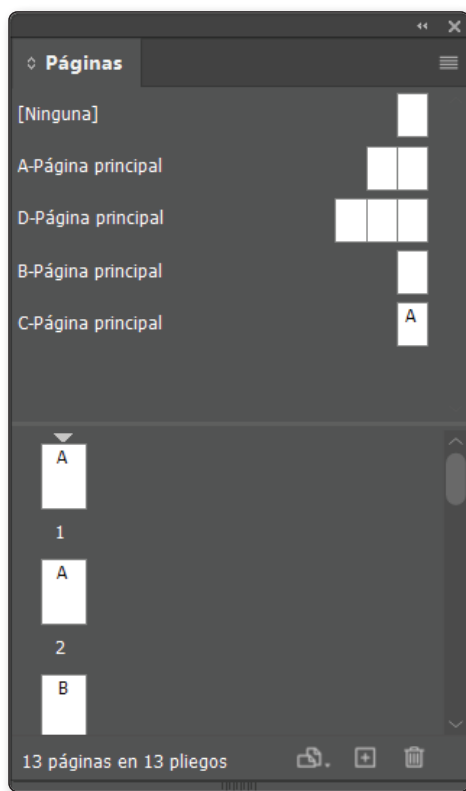 Páginas
[Ninguna]
A-Página principal
D-Página principal
B-Página principal
C-Página principal
A
A
1
A
2
B
13 páginas en 13 pliegos